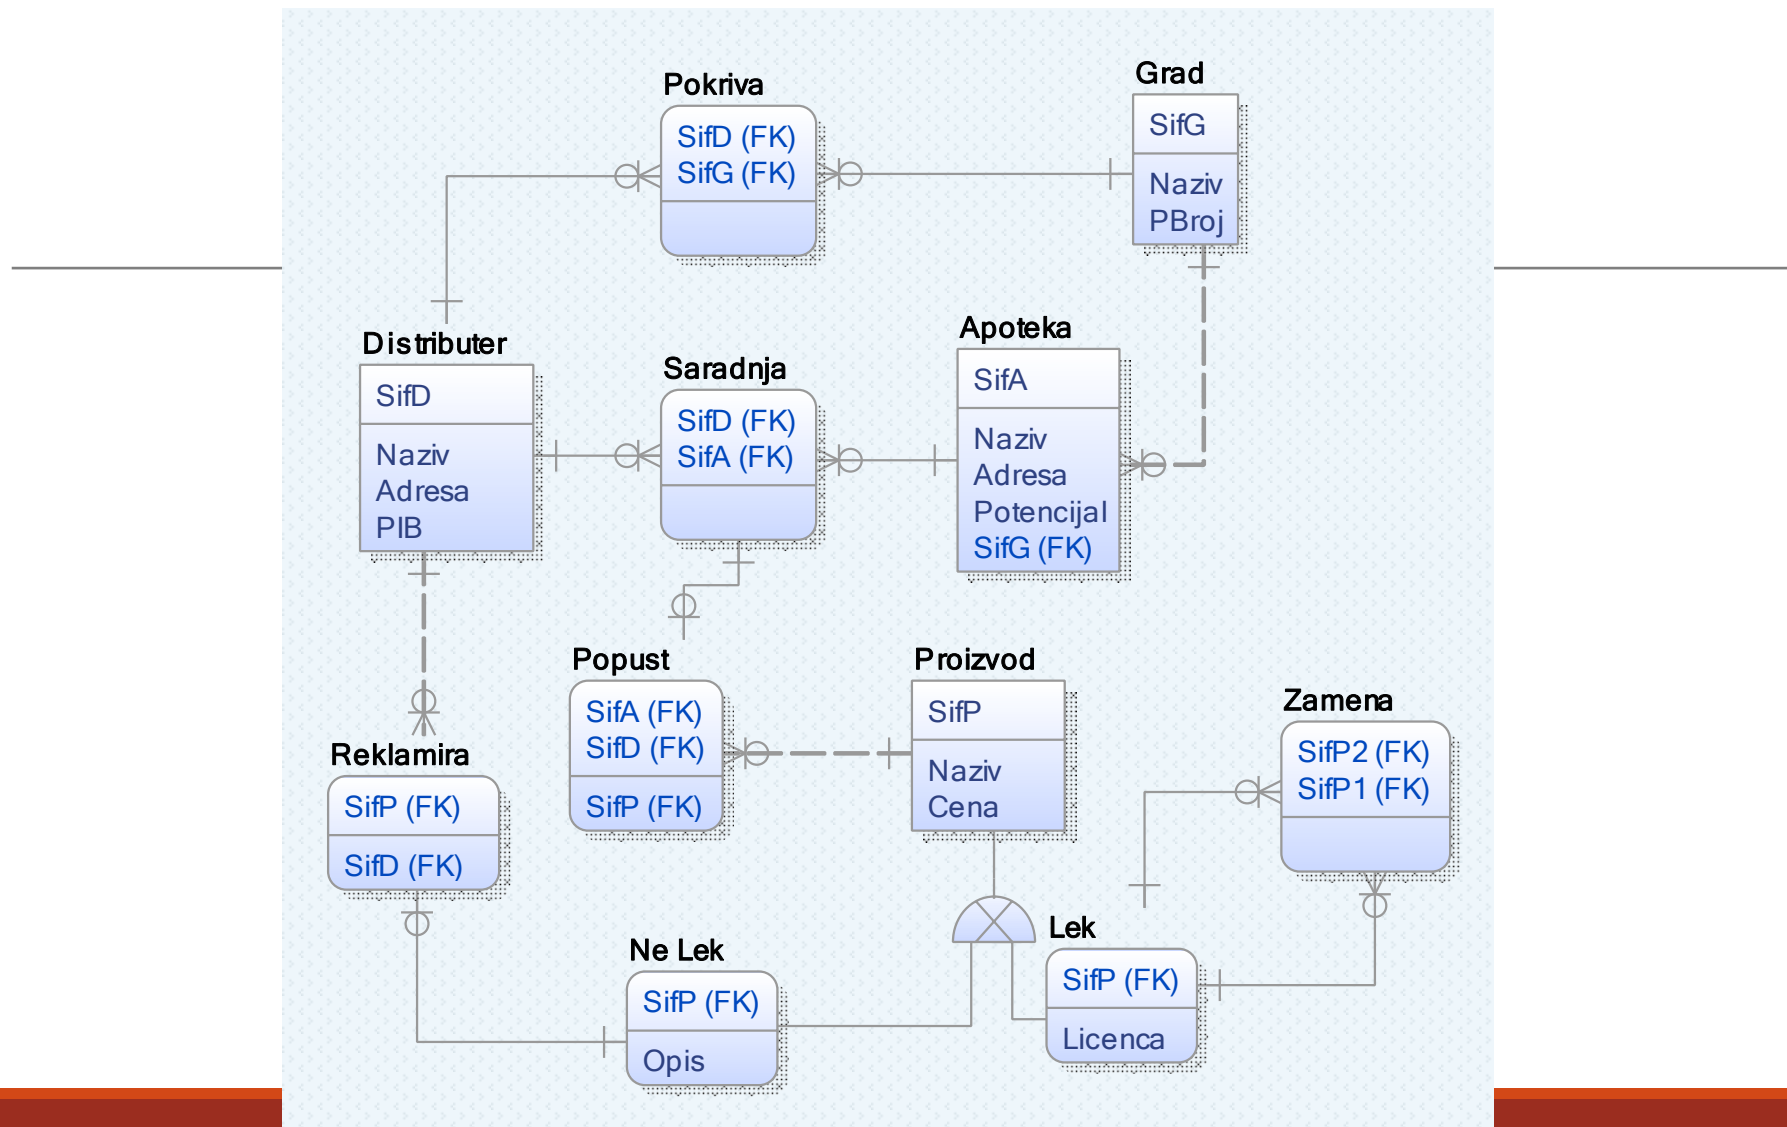 Pokriva
SifD (FK)
SifG (FK)
Grad
SifG
Naziv
PBroj
Distributer
SifD
Naziv
Adresa
PIB
Saradnja
SifD (FK)
SifA (FK)
Apoteka
SifA
Naziv
Adresa
Potencijal
SifG (FK)
Popust
SifA (FK)
SifD (FK)
SifP (FK)
Proizvod
SifP
Naziv
Cena
Zamena
SifP2 (FK)
SifP1 (FK)
Reklamira
SifP (FK)
SifD (FK)
Ne Lek
SifP (FK)
Opis
Lek
SifP (FK)
Licenca